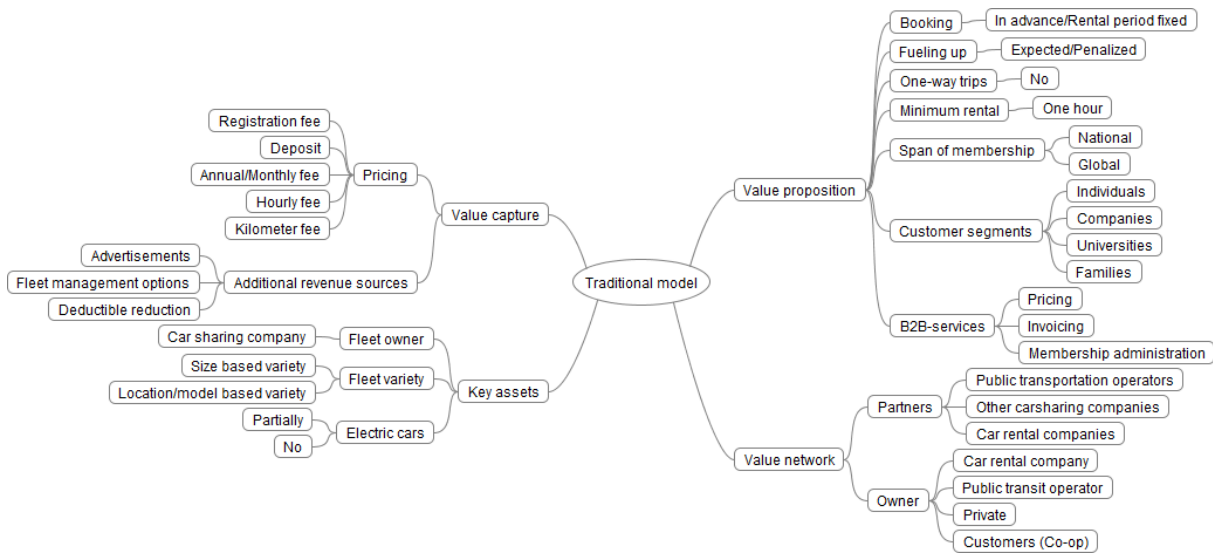 Traditional model
Value proposition
Booking
In advance/Rental period fixed
Fueling up
Expected/Penalized
One-way trips
No
Minimum rental
One hour
Span of membership
National
Global
Customer segments
Individuals
Companies
Universities
Families
B2B-services
Pricing
Invoicing
Membership administration
Value network
Partners
Public transportation operators
Other carsharing companies
Car rental companies
Owner
Car rental company
Public transit operator
Private
Customers (Co-op)
Value capture
Pricing
Registration fee
Deposit
Annual/Monthly fee
Hourly fee
Kilometer fee
Additional revenue sources
Advertisements
Fleet management options
Deductible reduction
Key assets
Fleet owner
Car sharing company
Fleet variety
Size based variety
Location/model based variety
Electric cars
Partially
No